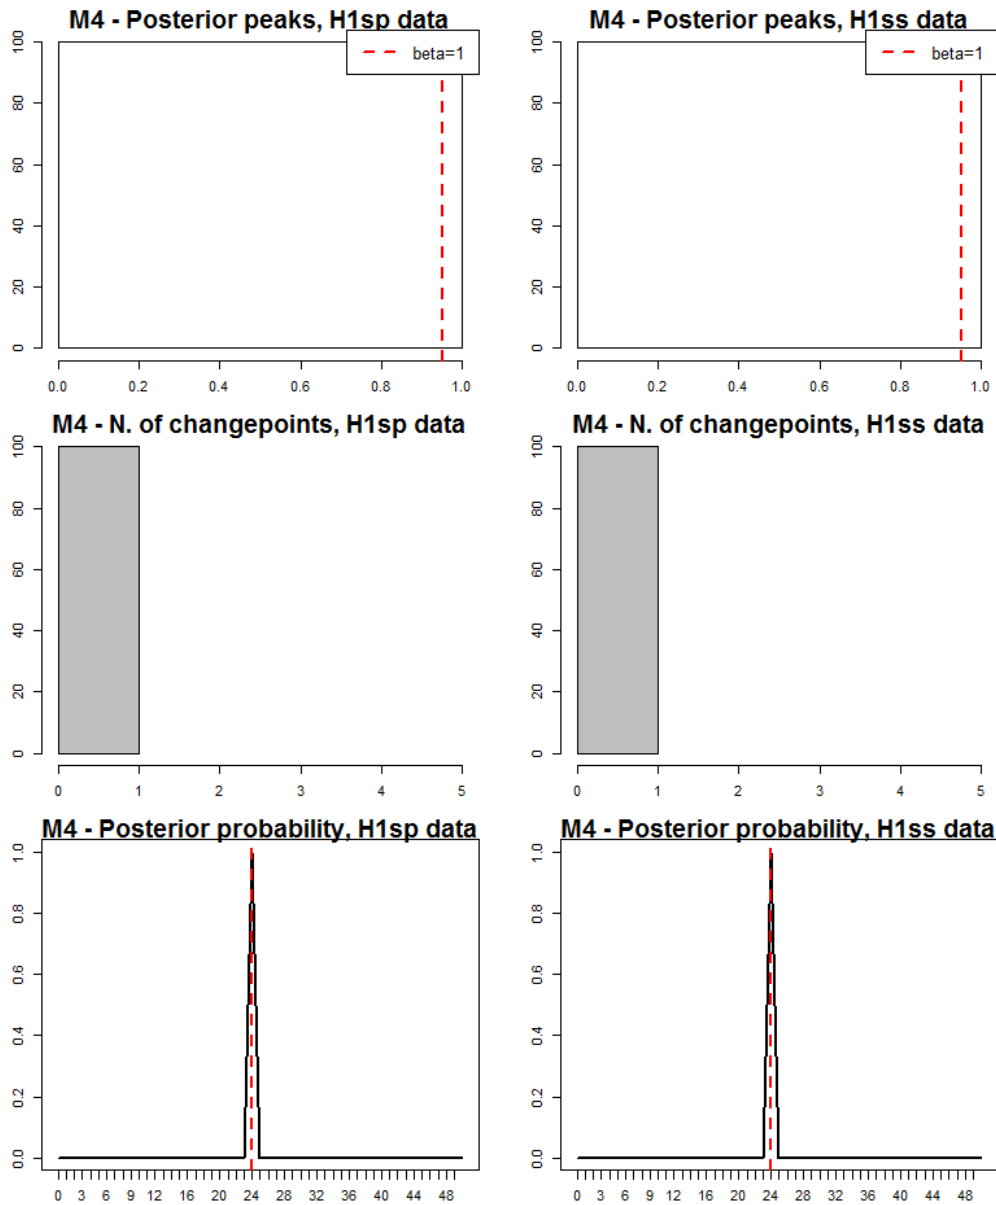 M4 - Posterior peaks, H1sp data
beta=1
100
80
60
40
20
0
0.0 0.2 0.4 0.6 0.8 1.0
M4 - Posterior peaks, H1ss data
beta=1
100
80
60
40
20
0
0.0 0.2 0.4 0.6 0.8 1.0
M4 - N. of changepoints, H1sp data
100
80
60
40
20
0
0 1 2 3 4 5
M4 - N. of changepoints, H1ss data
100
80
60
40
20
0
0 1 2 3 4 5
M4 - Posterior probability, H1sp data
1.0
0.8
0.6
0.4
0.2
0.0
0 3 6 9 12 16 20 24 28 32 36 40 44 48
M4 - Posterior probability, H1ss data
1.0
0.8
0.6
0.4
0.2
0.0
0 3 6 9 12 16 20 24 28 32 36 40 44 48